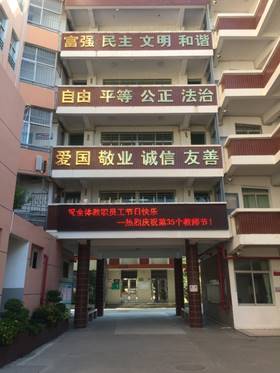 富强 民主 文明 和谐
自由 平等 公正 法治
爱国 敬业 诚信 友善
祝全体教职员工节日快乐
—热烈庆祝第35个教师节!